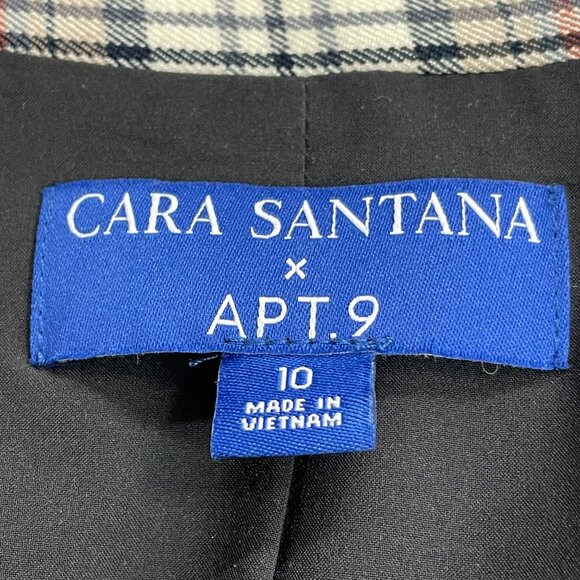 CARA SANTANA
×
APT.9
10
MADE IN
VIETNAM